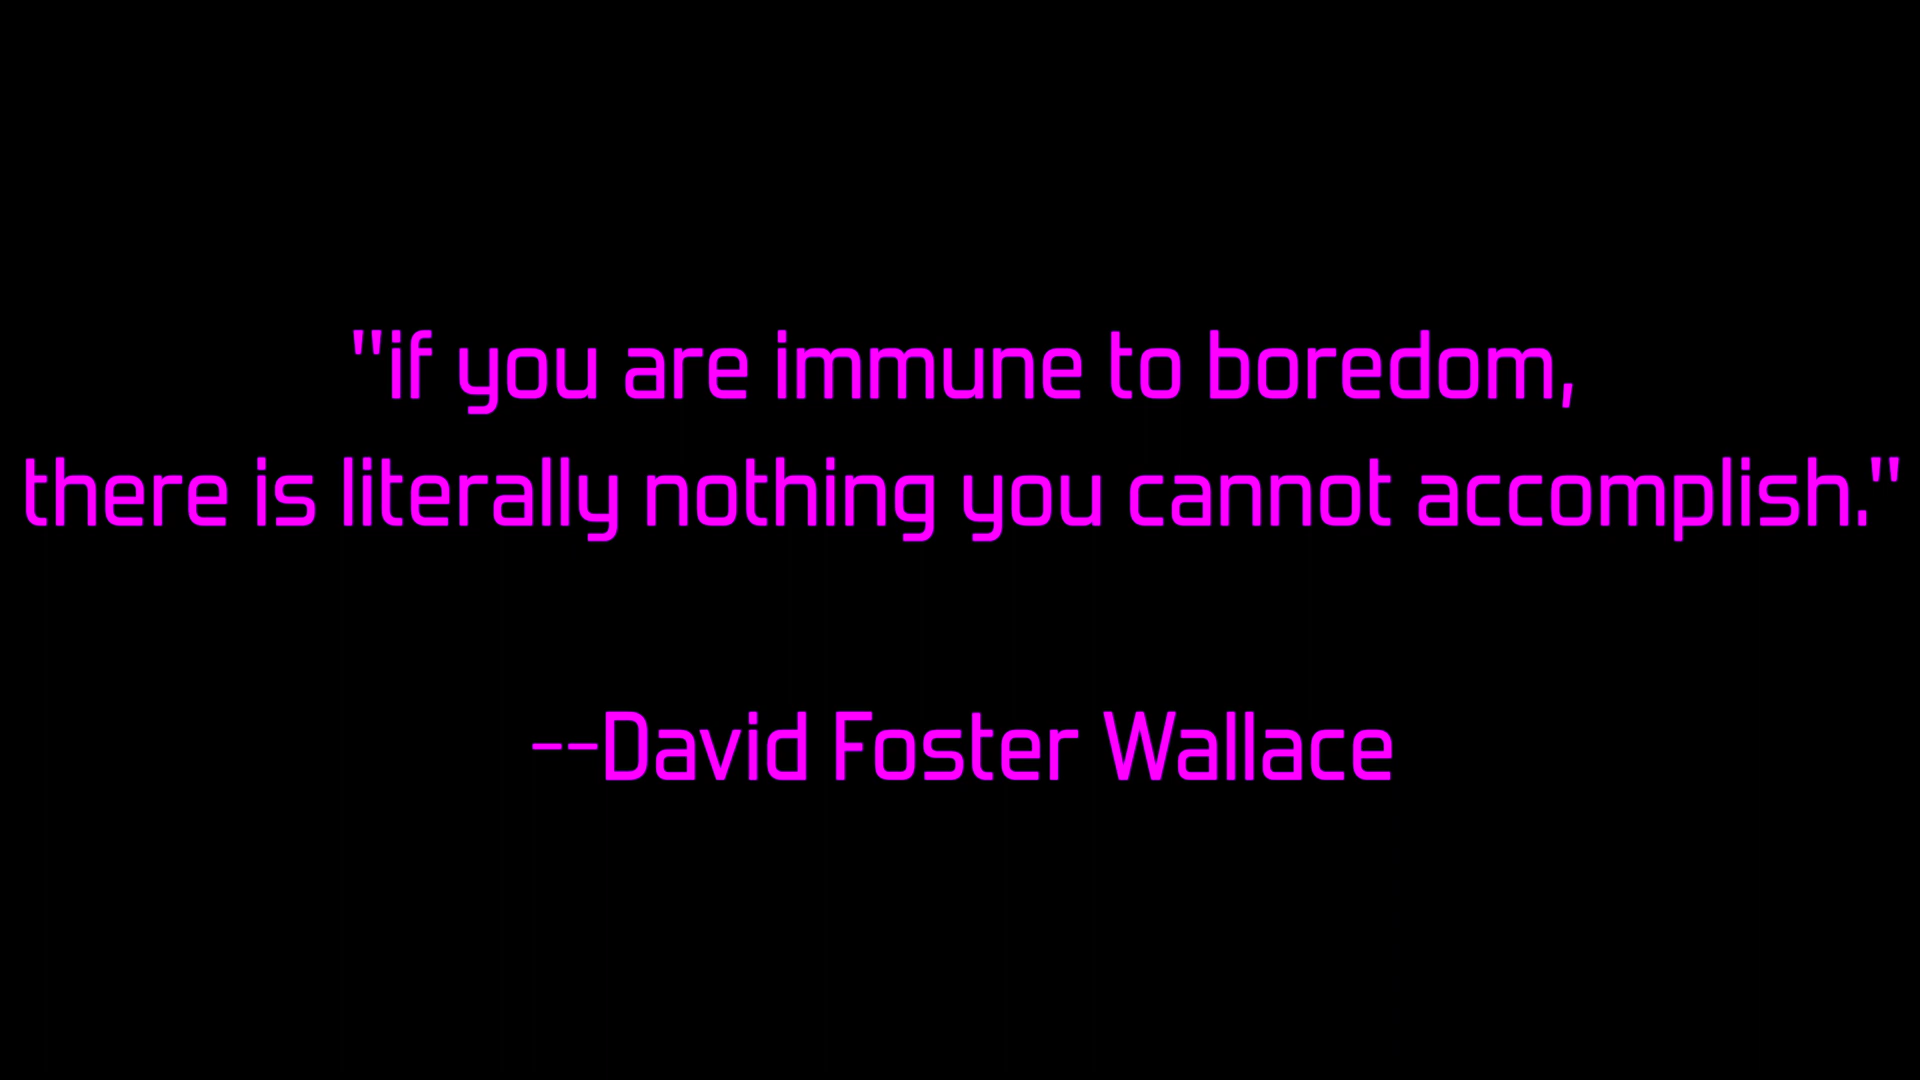 "if you are immune to boredom,
there is literally nothing you cannot accomplish."
--David Foster Wallace